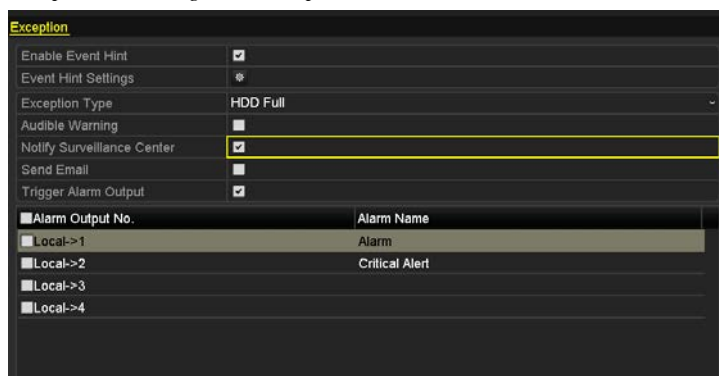 Exception
Enable Event Hint
Event Hint Settings
Exception Type HDD Full
Audible Warning
Notify Surveillance Center
Send Email
Trigger Alarm Output
Alarm Output No. Alarm Name
Local->1 Alarm
Local->2 Critical Alert
Local->3
Local->4